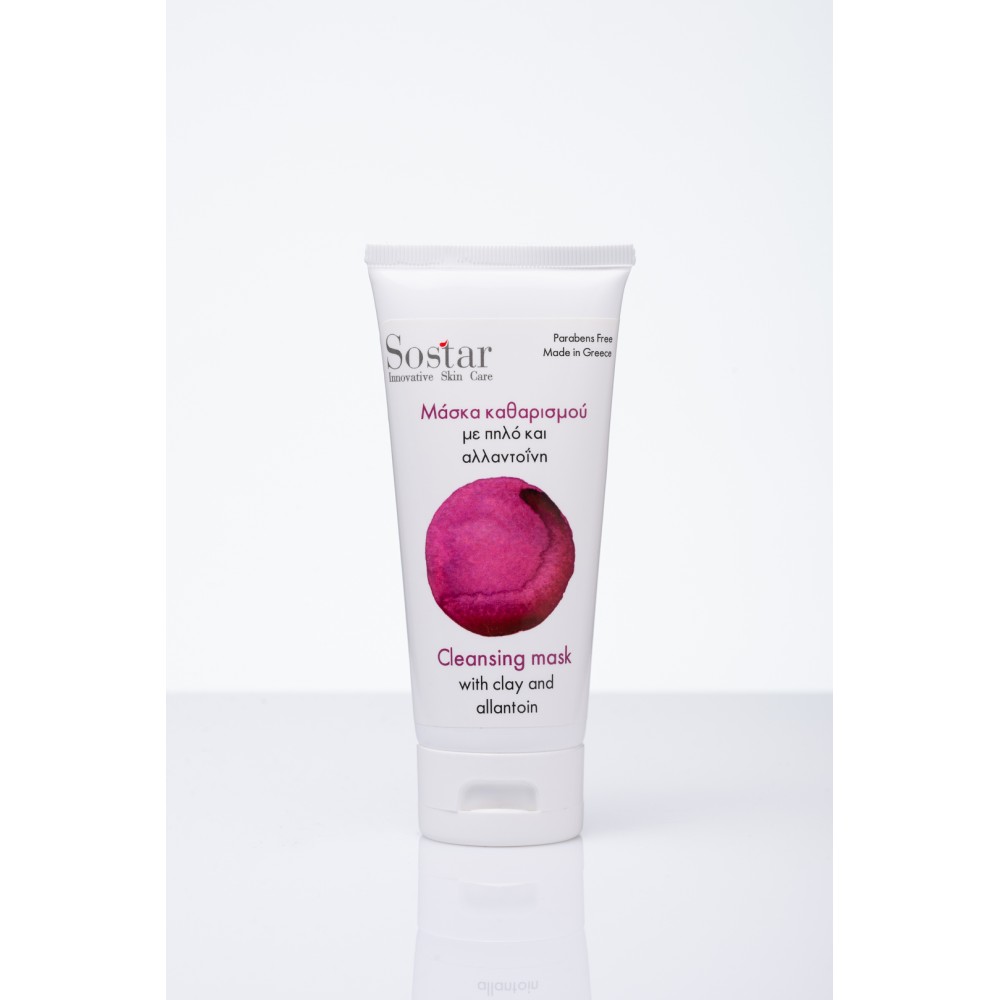 Sostar
Innovative Skin Care
Parabens Free
Made in Greece
Μάσκα καθαρισμού
με πηλό και
αλλαντοΐνη
Cleansing mask
with clay and
allantoin